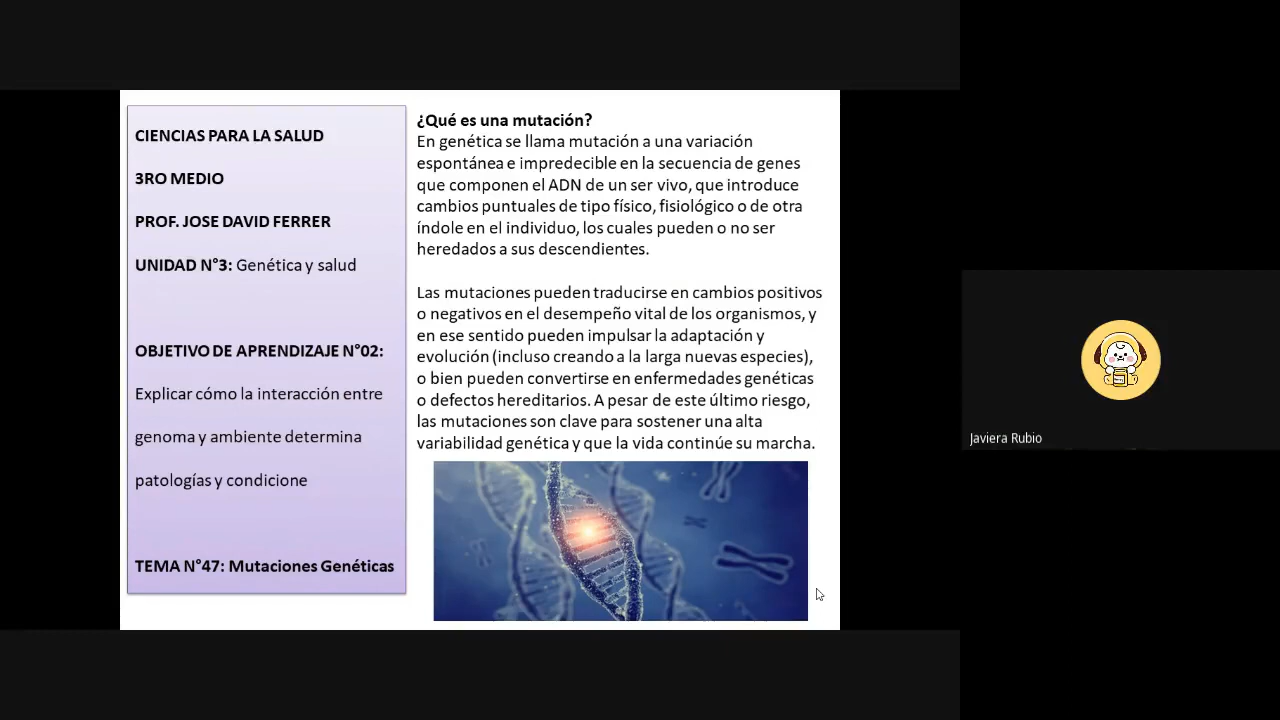 CIENCIAS PARA LA SALUD
3RO MEDIO
PROF. JOSE DAVID FERRER
UNIDAD N°3: Genética y salud
OBJETIVO DE APRENDIZAJE N°02:
Explicar cómo la interacción entre
genoma y ambiente determina
patologías y condicione
TEMA N°47: Mutaciones Genéticas
¿Qué es una mutación?
En genética se llama mutación a una variación
espontánea e impredecible en la secuencia de genes
que componen el ADN de un ser vivo, que introduce
cambios puntuales de tipo físico, fisiológico o de otra
índole en el individuo, los cuales pueden o no ser
heredados a sus descendientes.
Las mutaciones pueden traducirse en cambios positivos
o negativos en el desempeño vital de los organismos, y
en ese sentido pueden impulsar la adaptación y
evolución (incluso creando a la larga nuevas especies),
o bien pueden convertirse en enfermedades genéticas
o defectos hereditarios. A pesar de este último riesgo,
las mutaciones son clave para sostener una alta
variabilidad genética y que la vida continúe su marcha.
Javiera Rubio